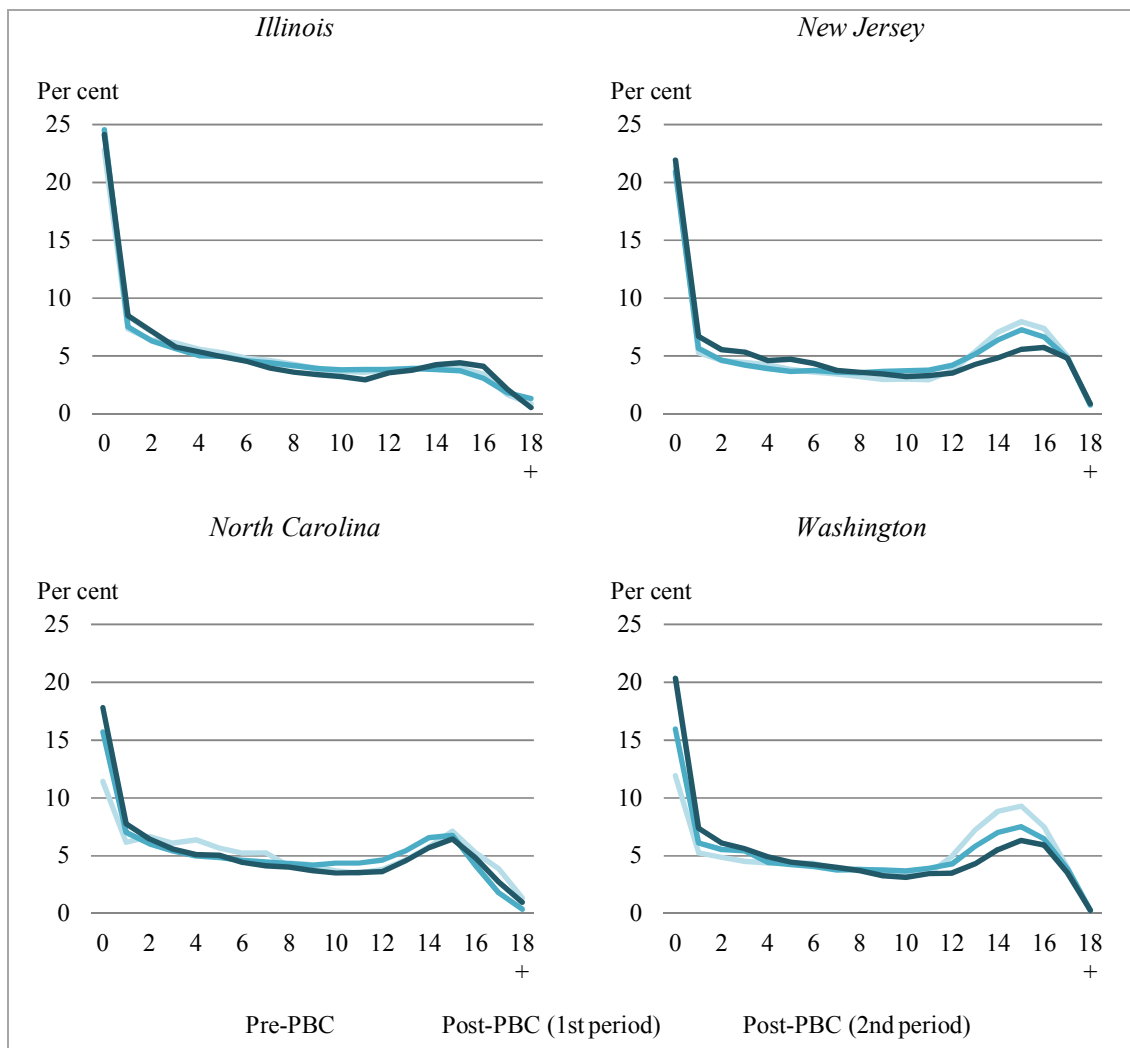 Illinois
New Jersey
Per cent
Per cent
25
20
15
10
5
0
0 2 4 6 8 10 12 14 16 18
+
25
20
15
10
5
0
0 2 4 6 8 10 12 14 16 18
+
North Carolina
Washington
Per cent
Per cent
25
20
15
10
5
0
0 2 4 6 8 10 12 14 16 18
+
25
20
15
10
5
0
0 2 4 6 8 10 12 14 16 18
+
Pre-PBC Post-PBC (1st period) Post-PBC (2nd period)